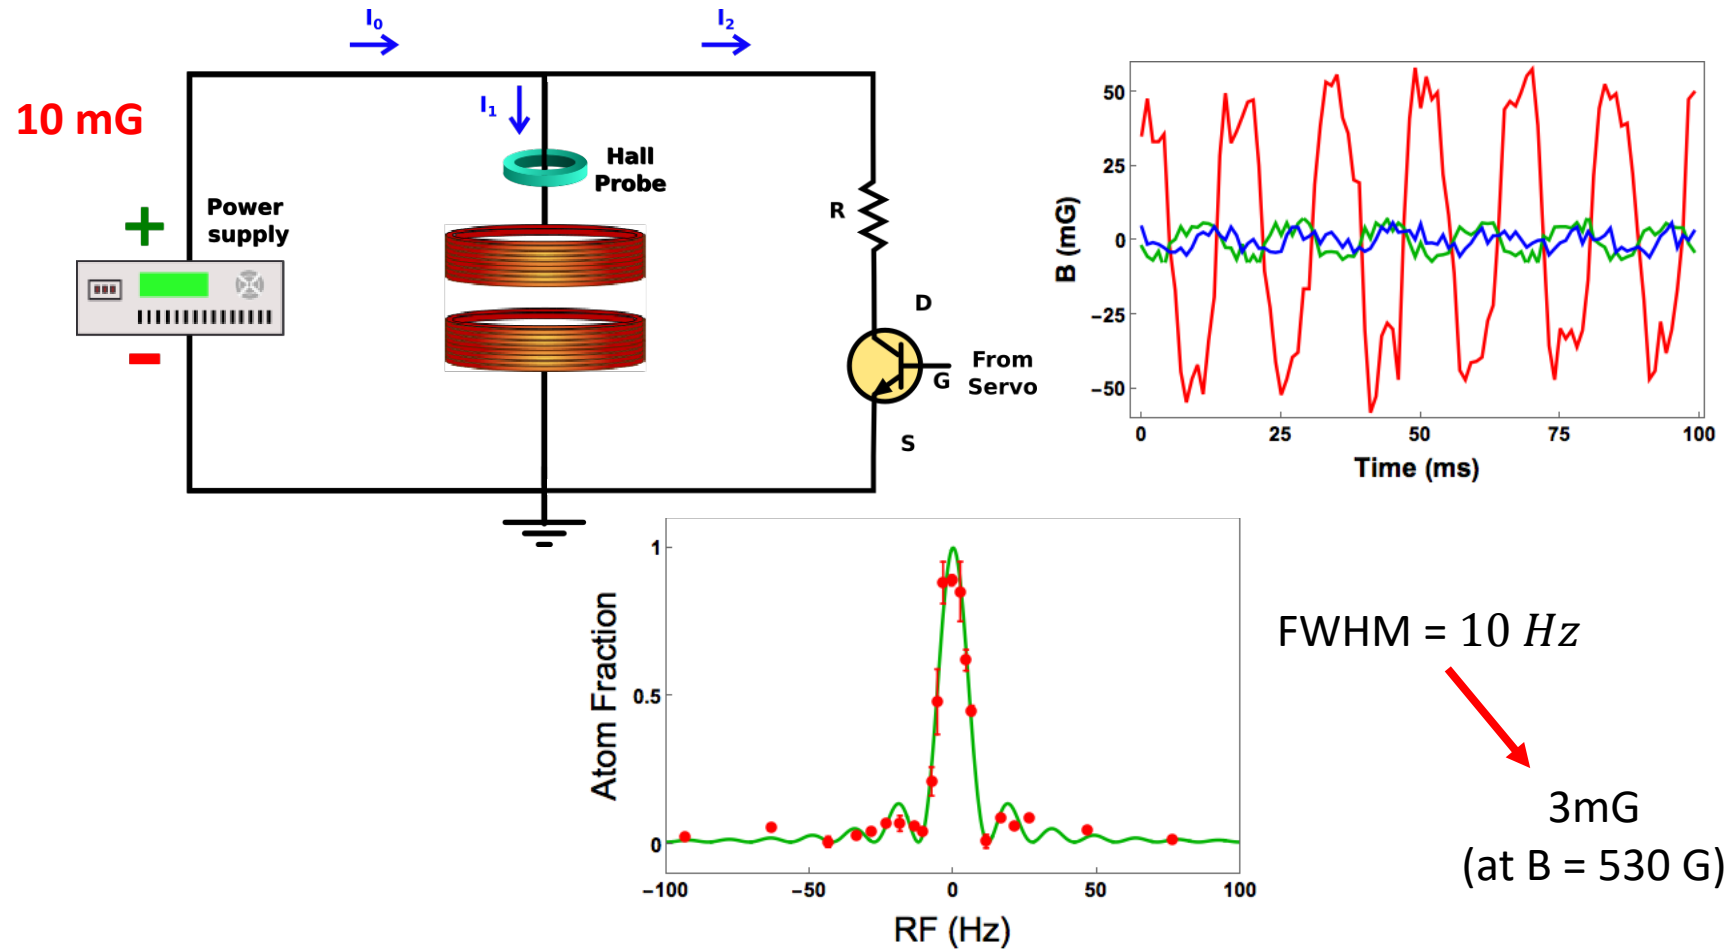 I0
I2
10 mG
I1
Hall
Probe
+
Power
supply
−
R
D
G
From
Servo
S
B (mG)
50
25
0
−25
−50
0
25
50
75
100
Time (ms)
Atom Fraction
1
0.5
0
−100
−50
0
50
100
RF (Hz)
FWHM = 10 Hz
3mG
(at B = 530 G)